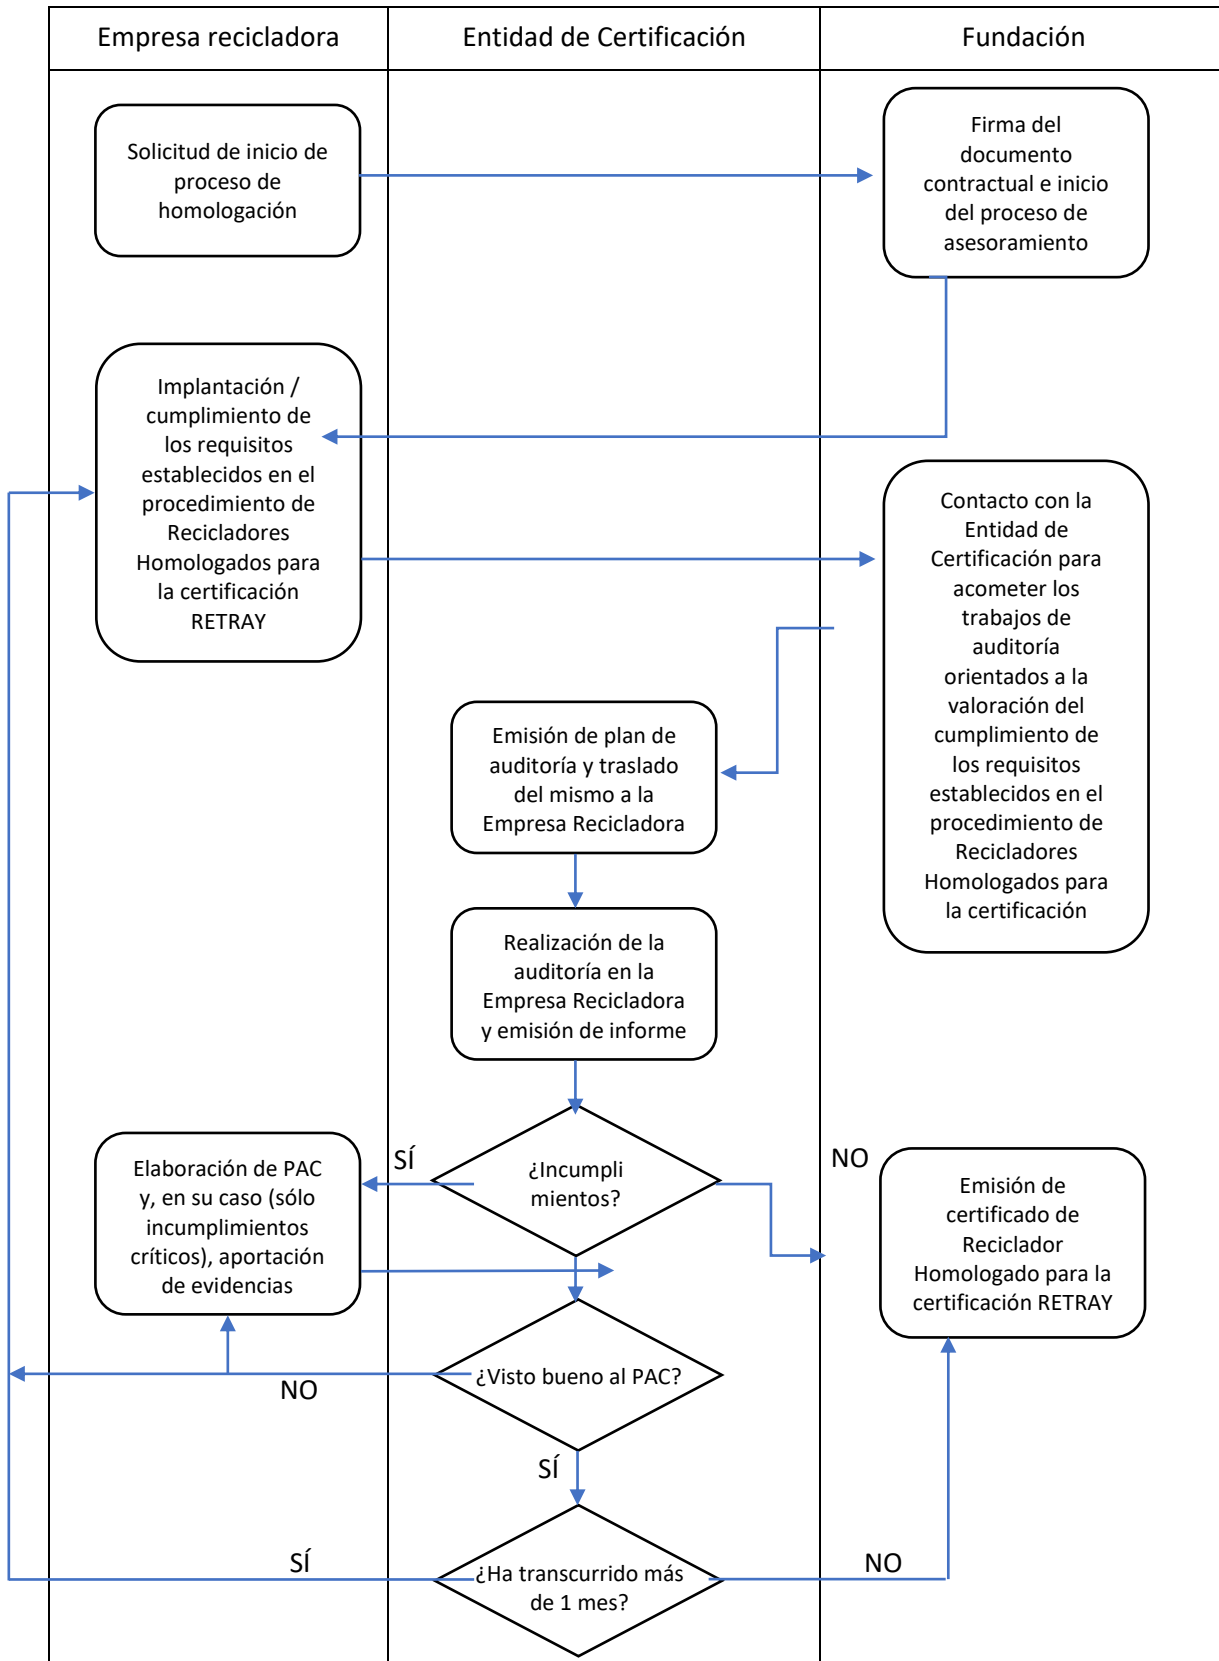 Empresa recicladora
Entidad de Certificación
Fundación
Solicitud de inicio de
proceso de
homologación
Firma del
documento
contractual e inicio
del proceso de
asesoramiento
Implantación /
cumplimiento de
los requisitos
establecidos en el
procedimiento de
Recicladores
Homologados para
la certificación
RETRAY
Contacto con la
Entidad de
Certificación para
acometer los
trabajos de
auditoría
orientados a la
valoración del
cumplimiento de
los requisitos
establecidos en el
procedimiento de
Recicladores
Homologados para
la certificación
Emisión de plan de
auditoría y traslado
del mismo a la
Empresa Recicladora
Realización de la
auditoría en la
Empresa Recicladora
y emisión de informe
¿Incumpli
mientos?
SÍ
NO
Elaboración de PAC
y, en su caso (sólo
incumplimientos
críticos), aportación
de evidencias
Emisión de
certificado de
Reciclador
Homologado para la
certificación RETRAY
¿Visto bueno al PAC?
NO
SÍ
¿Ha transcurrido más
de 1 mes?
SÍ
NO